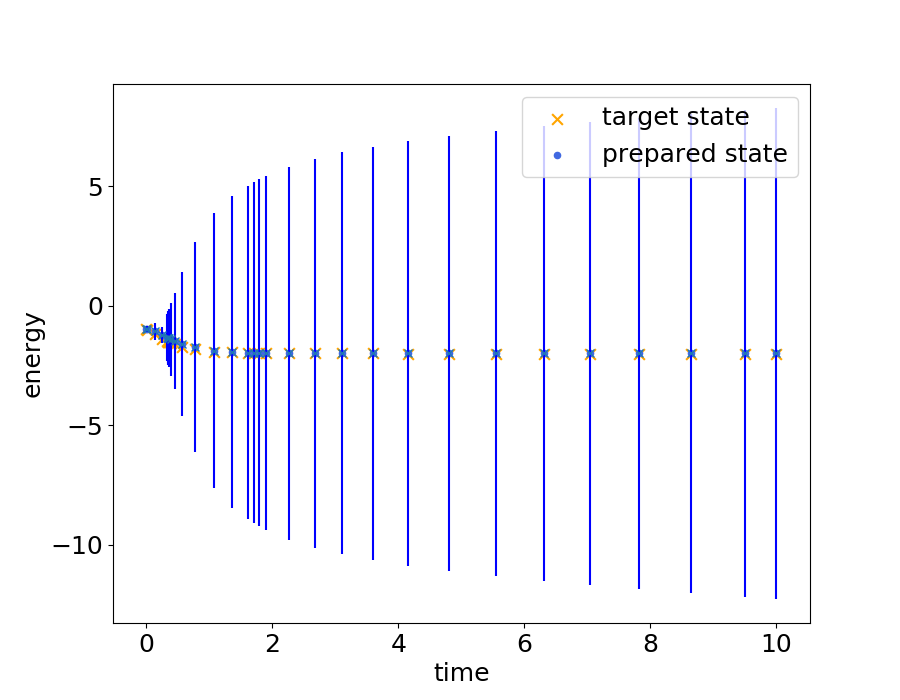 target state
prepared state
5
0
−5
−10
energy
0 2 4 6 8 10
time